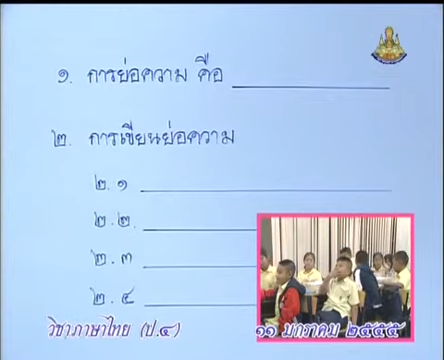 ๑. การย่อความ คือ
๒. การเขียนย่อความ
๒. ๑
๒. ๒.
๒. ๓
๒. ๔
วิชาภาษาไทย (ป.๔)
๑๑ มกราคม ๒๕๕๕